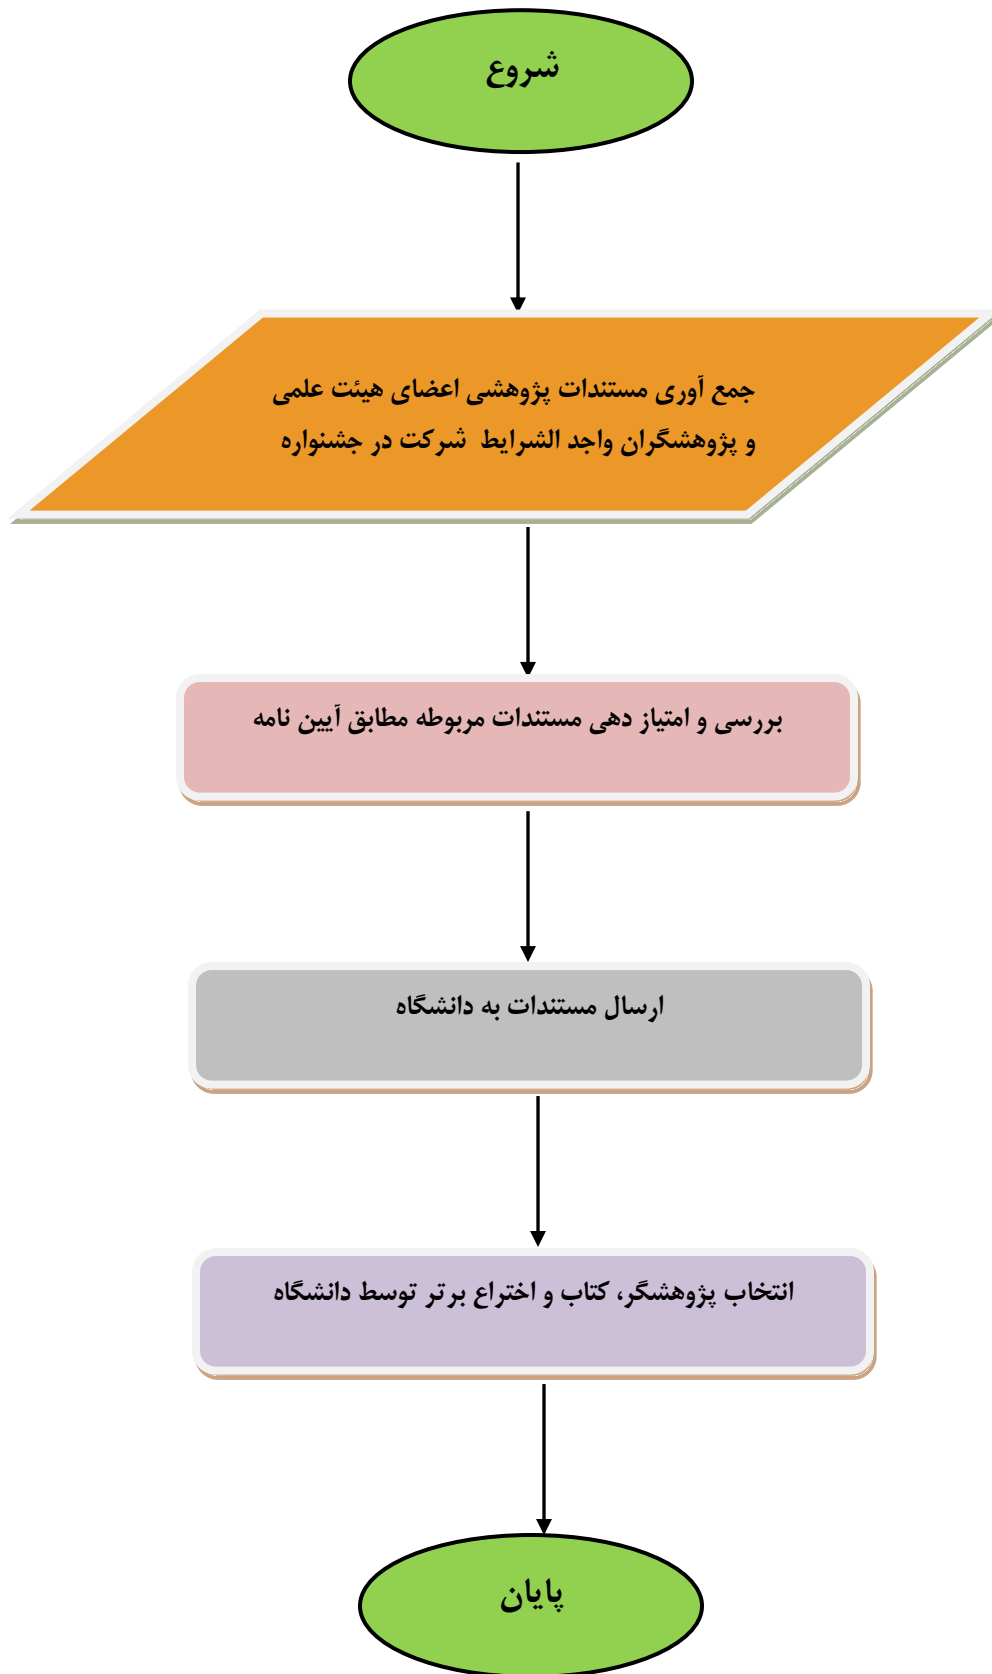 شروع
جمع آوری مستندات پژوهشی اعضای هیئت علمی
و پژوهشگران واجد الشرایط شرکت در جشنواره
بررسی و امتیاز دهی مستندات مربوطه مطابق آیین نامه
ارسال مستندات به دانشگاه
انتخاب پژوهشگر، کتاب و اختراع برتر توسط دانشگاه
پایان